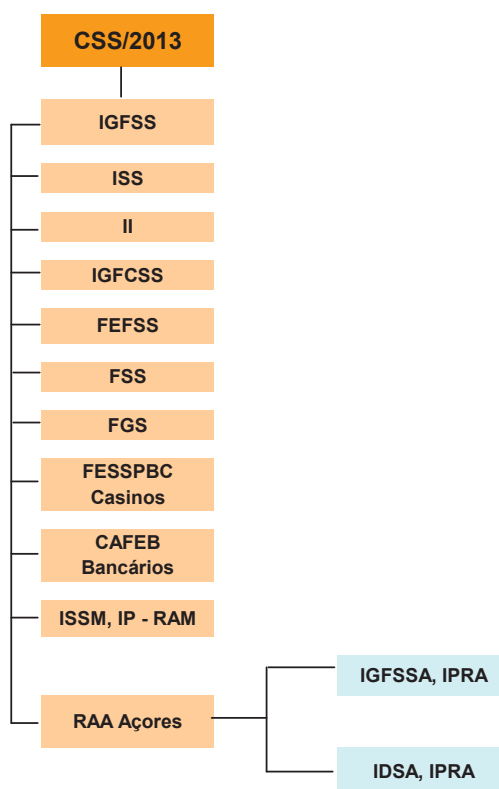 CSS/2013
IGFSS
ISS
II
IGFCSS
FEFSS
FSS
FGS
FESSPBC
Casinos
CAFEB
Bancários
ISSM, IP - RAM
IGFSSA, IPRA
RAA Açores
IDSA, IPRA